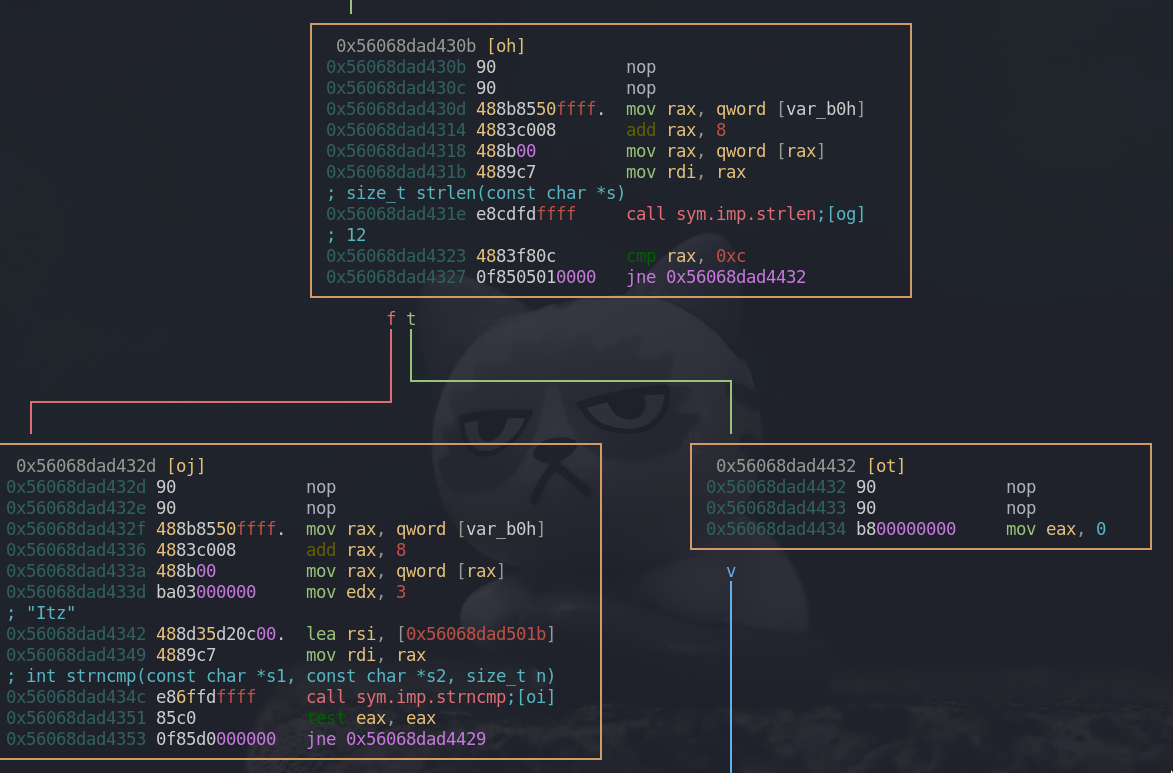 0x56068dad430b [oh]
0x56068dad430b 90 nop
0x56068dad430c 90 nop
0x56068dad430d 488b8550ffff. mov rax, qword [var_b0h]
0x56068dad4314 4883c008 add rax, 8
0x56068dad4318 488b00 mov rax, qword [rax]
0x56068dad431b 4889c7 mov rdi, rax
; size_t strlen(const char *s)
0x56068dad431e e8cdfdffff call sym.imp.strlen;[og]
; 12
0x56068dad4323 4883f80c cmp rax, 0xc
0x56068dad4327 0f8505010000 jne 0x56068dad4432
f t
0x56068dad432d [oj]
0x56068dad432d 90 nop
0x56068dad432e 90 nop
0x56068dad432f 488b8550ffff. mov rax, qword [var_b0h]
0x56068dad4336 4883c008 add rax, 8
0x56068dad433a 488b00 mov rax, qword [rax]
0x56068dad433d ba03000000 mov edx, 3
; "Itz"
0x56068dad4342 488d35d20c00. lea rsi, [0x56068dad501b]
0x56068dad4349 4889c7 mov rdi, rax
; int strncmp(const char *s1, const char *s2, size_t n)
0x56068dad434c e86ffdffff call sym.imp.strncmp;[oi]
0x56068dad4351 85c0 test eax, eax
0x56068dad4353 0f85d0000000 jne 0x56068dad4429
0x56068dad4432 [ot]
0x56068dad4432 90 nop
0x56068dad4433 90 nop
0x56068dad4434 b800000000 mov eax, 0
v